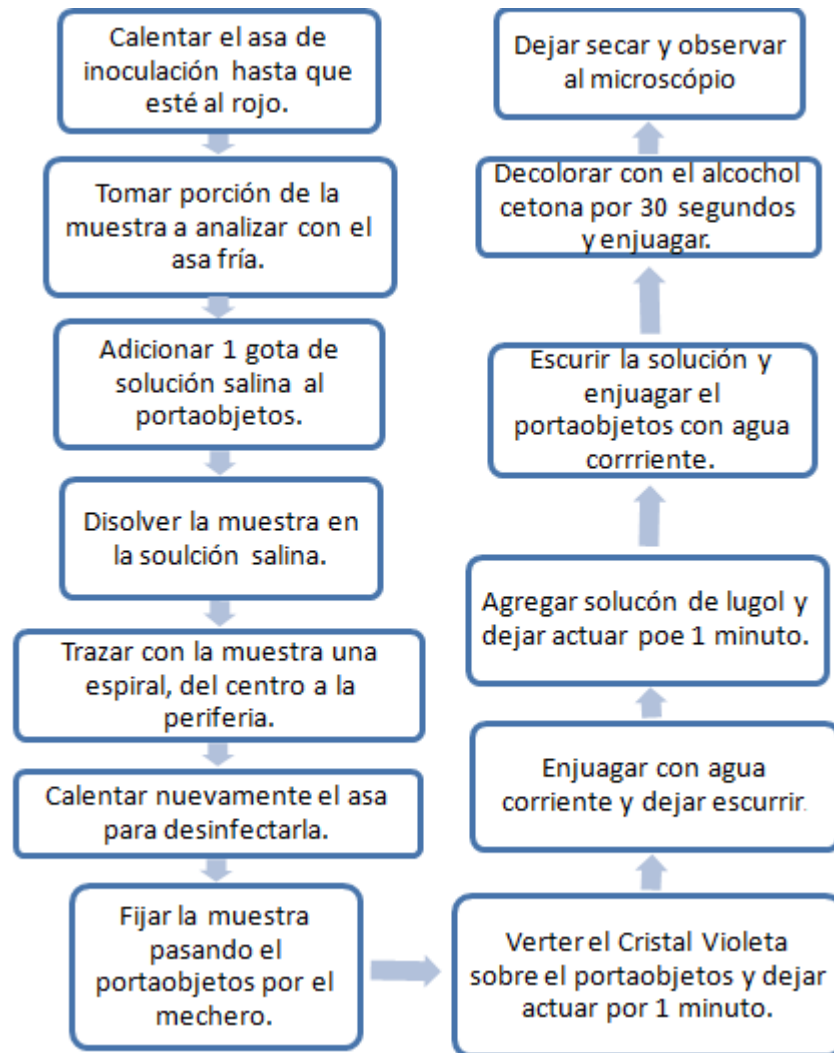 Calentar el asa de
inoculación hasta que
esté al rojo.
Tomar porción de la
muestra a analizar con el
asa fría.
Adicionar 1 gota de
solución salina al
portaobjetos.
Disolver la muestra en
la soulción salina.
Trazar con la muestra una
espiral, del centro a la
periferia.
Calentar nuevamente el asa
para desinfectarla.
Fijar la muestra
pasando el
portaobjetos por el
mechero.
Verter el Cristal Violeta
sobre el portaobjetos y dejar
actuar por 1 minuto.
Enjuagar con agua
corriente y dejar escurrir.
Agregar solucón de lugol y
dejar actuar poe 1 minuto.
Escurir la solución y
enjuagar el
portaobjetos con agua
corrriente.
Decolorar con el alcochol
cetona por 30 segundos
y enjuagar.
Dejar secar y observar
al microscópio